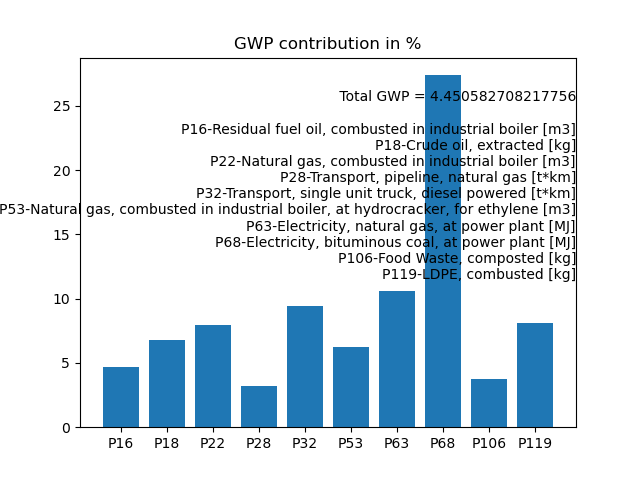 GWP contribution in %
Total GWP = 4.450582708217756
P16-Residual fuel oil, combusted in industrial boiler [m3]
P18-Crude oil, extracted [kg]
P22-Natural gas, combusted in industrial boiler [m3]
P28-Transport, pipeline, natural gas [t*km]
P32-Transport, single unit truck, diesel powered [t*km]
P53-Natural gas, combusted in industrial boiler, at hydrocracker, for ethylene [m3]
P63-Electricity, natural gas, at power plant [MJ]
P68-Electricity, bituminous coal, at power plant [MJ]
P106-Food Waste, composted [kg]
P119-LDPE, combusted [kg]
25
20
15
10
5
0
P16 P18 P22 P28 P32 P53 P63 P68 P106 P119